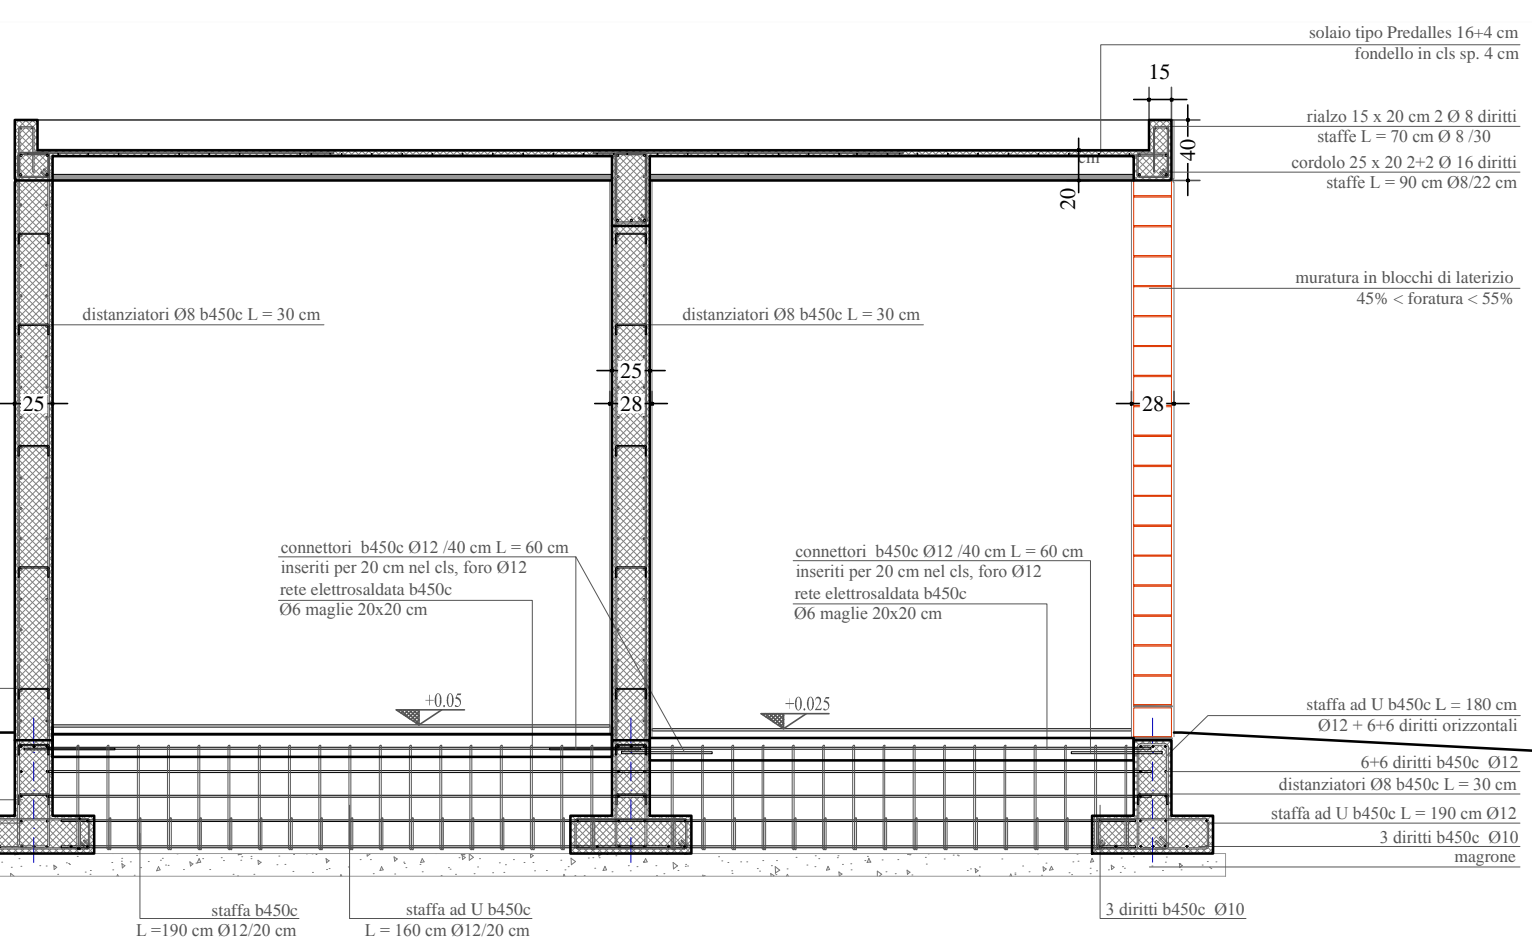 solaio tipo Predalles 16+4 cm
fondello in cls sp. 4 cm
15
rialzo 15 x 20 cm 2 Ø 8 diritti
staffe L = 70 cm Ø 8 /30
40
cm
cordolo 25 x 20 2+2 Ø 16 diritti
staffe L = 90 cm Ø8/22 cm
20
muratura in blocchi di laterizio
45% < foratura < 55%
distanziatori Ø8 b450c L = 30 cm
distanziatori Ø8 b450c L = 30 cm
25
25
28
28
connettori  b450c Ø12 /40 cm L = 60 cm
inseriti per 20 cm nel cls, foro Ø12
rete elettrosaldata b450c
Ø6 maglie 20x20 cm
connettori  b450c Ø12 /40 cm L = 60 cm
inseriti per 20 cm nel cls, foro Ø12
rete elettrosaldata b450c
Ø6 maglie 20x20 cm
+0.05
+0.025
staffa ad U b450c L = 180 cm
Ø12 + 6+6 diritti orizzontali
6+6 diritti b450c  Ø12
distanziatori Ø8 b450c L = 30 cm
staffa ad U b450c L = 190 cm Ø12
3 diritti b450c  Ø10
magrone
staffa b450c
L =190 cm Ø12/20 cm
staffa ad U b450c
L = 160 cm Ø12/20 cm
3 diritti b450c  Ø10